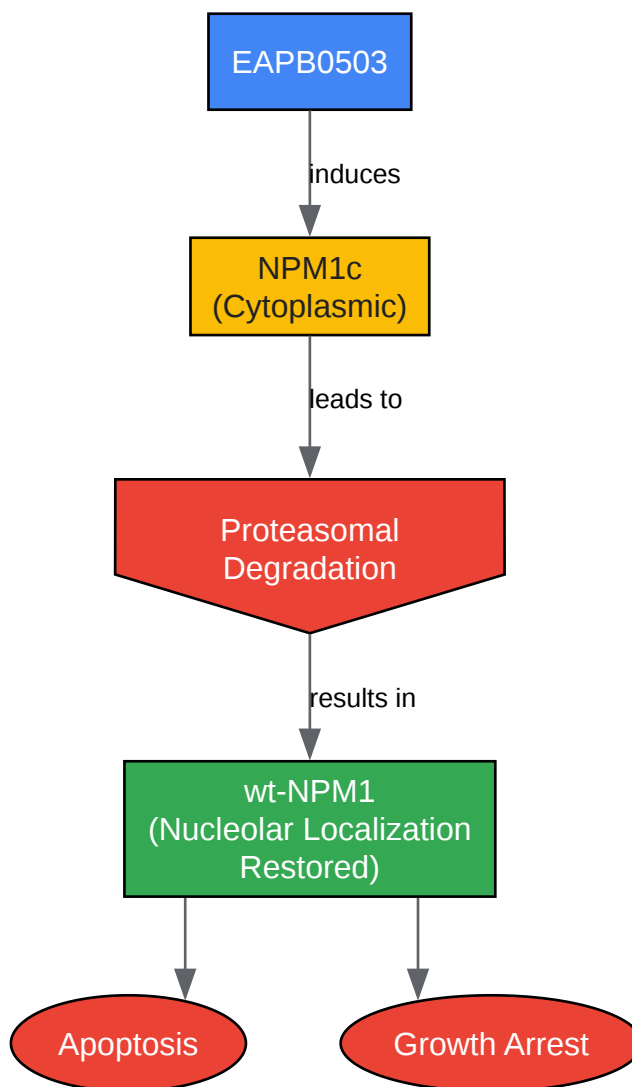 EAPB0503
induces
NPM1c
(Cytoplasmic)
leads to
Proteasomal
Degradation
results in
wt-NPM1
(Nucleolar Localization
Restored)
Apoptosis
Growth Arrest